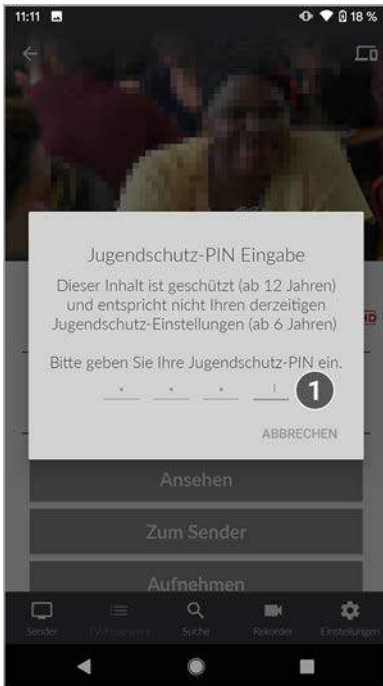 11:11 18 %
Jugendschutz-PIN Eingabe
Dieser Inhalt ist geschützt (ab 12 Jahren)
und entspricht nicht Ihren derzeitigen
Jugendschutz-Einstellungen (ab 6 Jahren)
HD
Bitte geben Sie Ihre Jugendschutz-PIN ein.
* * * 1
ABBRECHEN
Ansehen
Zum Sender
Aufnehmen
Sender TV-Programm Suche Rekorder Einstellungen